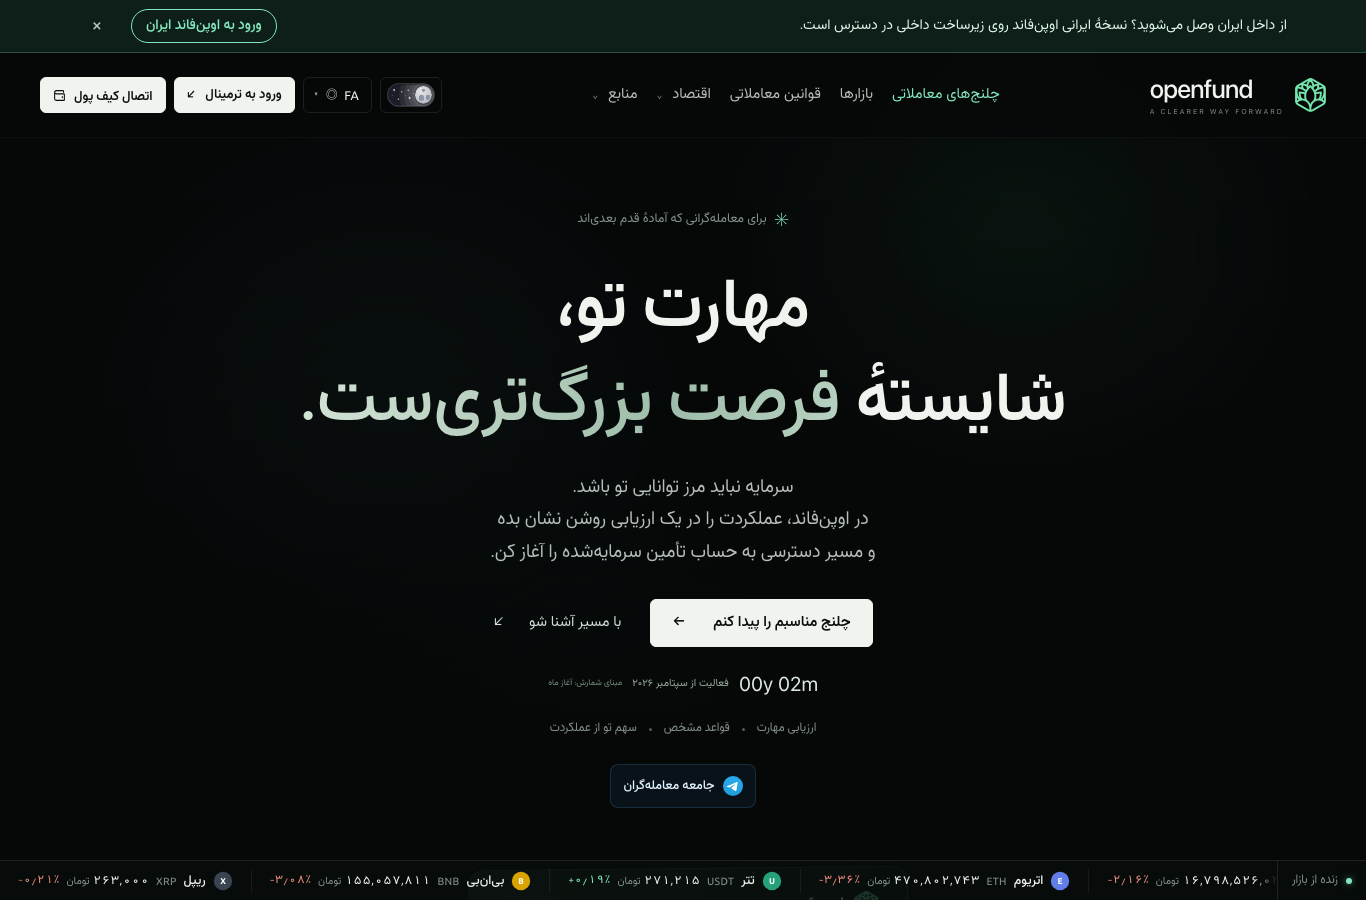 از داخل ایران وصل می‌شوید؟ نسخهٔ ایرانی اوپن‌فاند روی زیرساخت داخلی در دسترس است.
ورود به اوپن‌فاند ایران
×
openfund
A CLEARER WAY FORWARD
چلنج‌های معاملاتی
بازارها
قوانین معاملاتی
اقتصاد
منابع
FA
ورود به ترمینال
اتصال کیف پول
برای معامله‌گرانی که آمادهٔ قدم بعدی‌اند
مهارت تو،
شایستهٔ فرصت بزرگ‌تری‌ست.
سرمایه نباید مرز توانایی تو باشد.
در اوپن‌فاند، عملکردت را در یک ارزیابی روشن نشان بده
و مسیر دسترسی به حساب تأمین سرمایه‌شده را آغاز کن.
چلنج مناسبم را پیدا کنم
با مسیر آشنا شو
00y 02m فعالیت از سپتامبر ۲۰۲۶ مبنای شمارش: آغاز ماه
ارزیابی مهارت • قواعد مشخص • سهم تو از عملکردت
جامعه معامله‌گران
زنده از بازار
تومان -۲٫۱۶٪
E اتریوم ETH ۴۷۰,۸۰۲,۷۴۳ تومان -۳٫۳۶٪
U تتر USDT ۲۷۱,۲۱۵ تومان +۰٫۱۹٪
B بی‌ان‌بی BNB ۱۵۵,۰۵۷,۸۱۱ تومان -۳٫۰۸٪
X ریپل XRP ۲۶۳,۰۰۰ تومان -۰٫۲۱٪